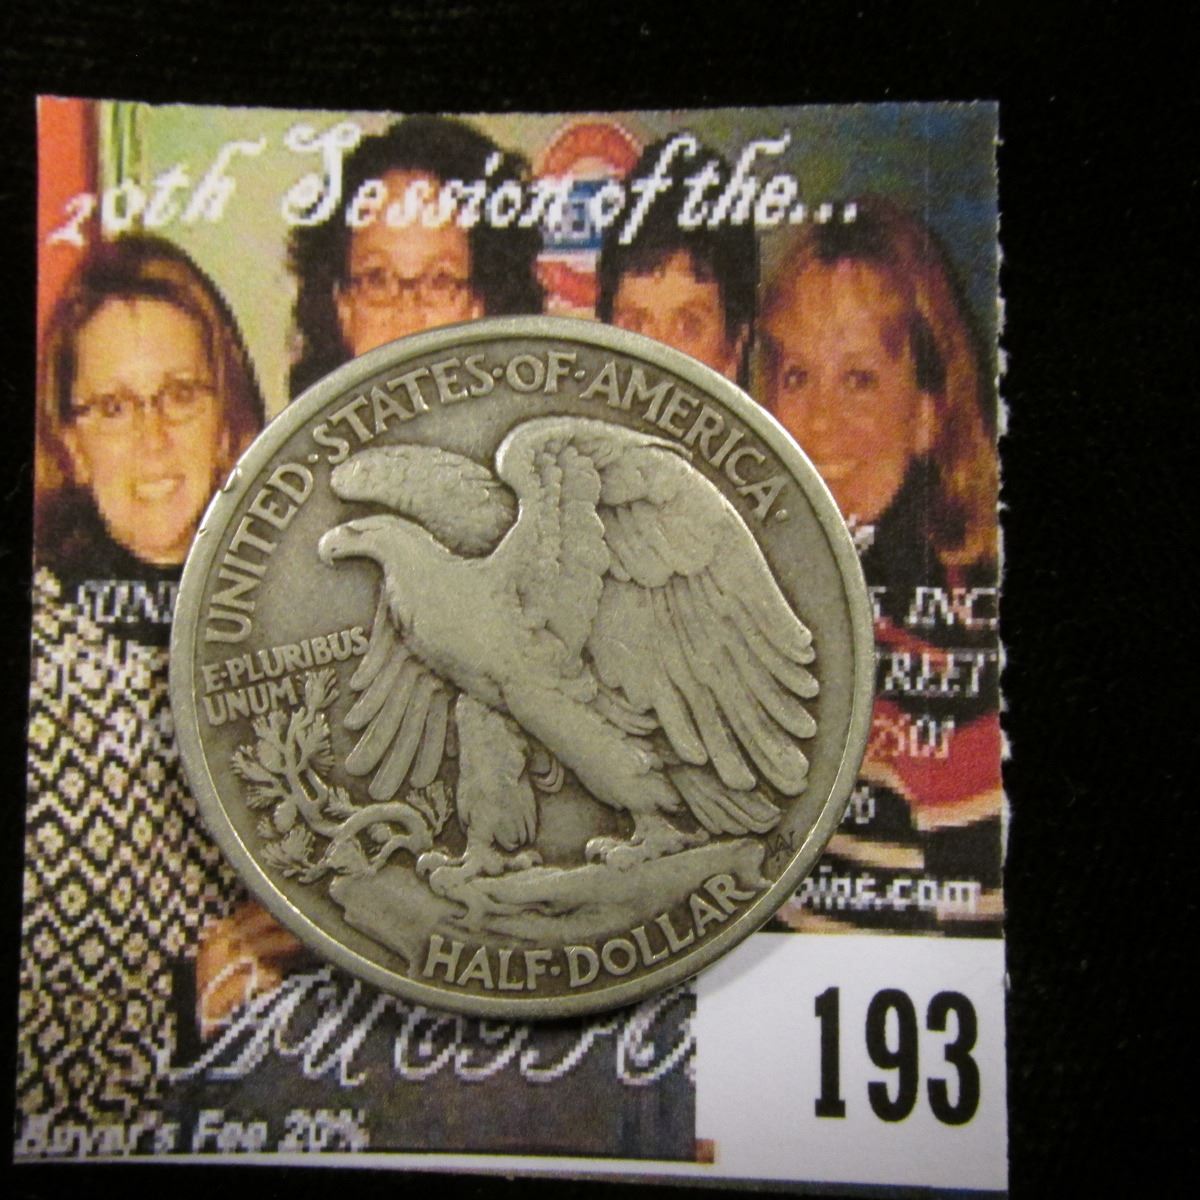 20th Session of the...
UNITED·STATES·OF·AMERICA·
E·PLURIBUS
UNUM
HALF·DOLLAR
INC
REET
oins.com
193
Buyer's Fee 20%